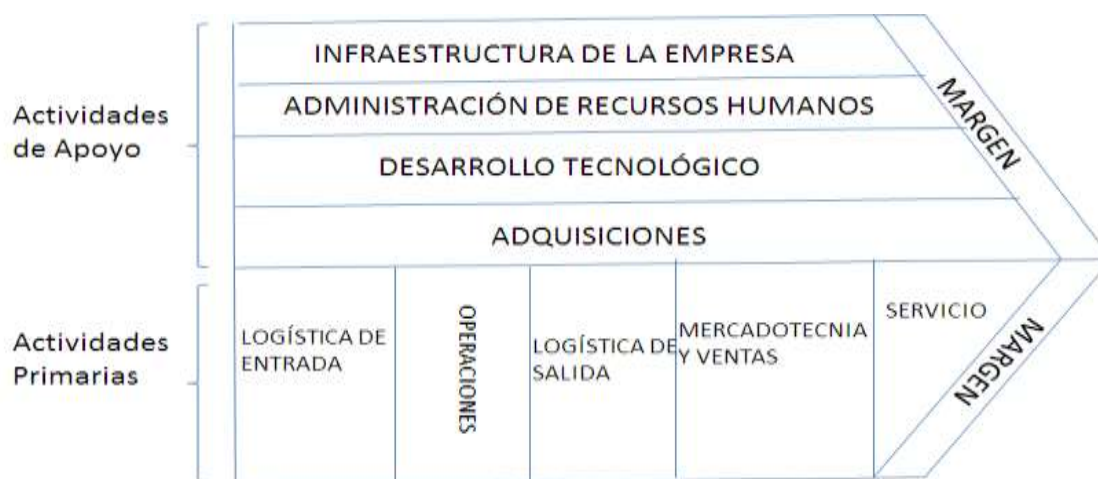 INFRAESTRUCTURA DE LA EMPRESA
ADMINISTRACIÓN DE RECURSOS HUMANOS
DESARROLLO TECNOLÓGICO
ADQUISICIONES
MARGEN
Actividades
de Apoyo
Actividades
Primarias
LOGÍSTICA DE
ENTRADA
OPERACIONES
LOGÍSTICA DE
SALIDA
MERCADOTECNIA
Y VENTAS
SERVICIO
MARGEN